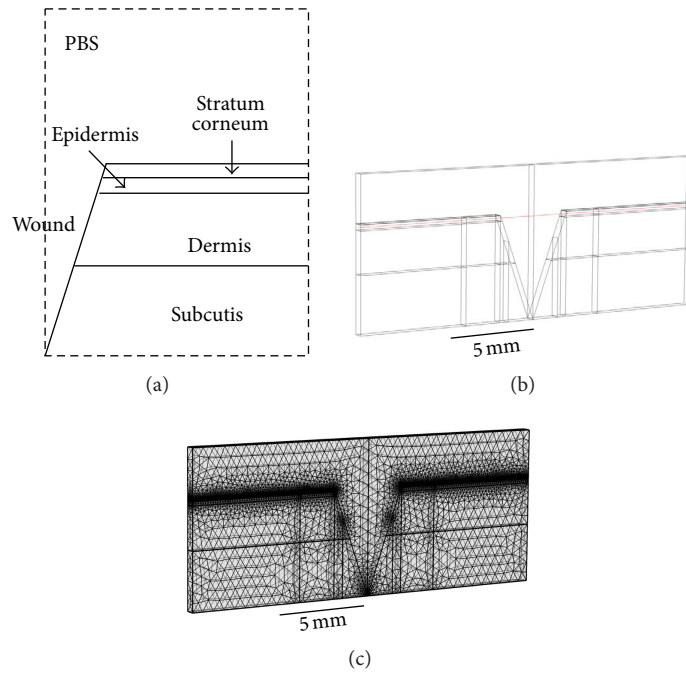 PBS
Stratum
corneum
Epidermis
Wound
Dermis
Subcutis
(a)
5 mm
(b)
5 mm
(c)